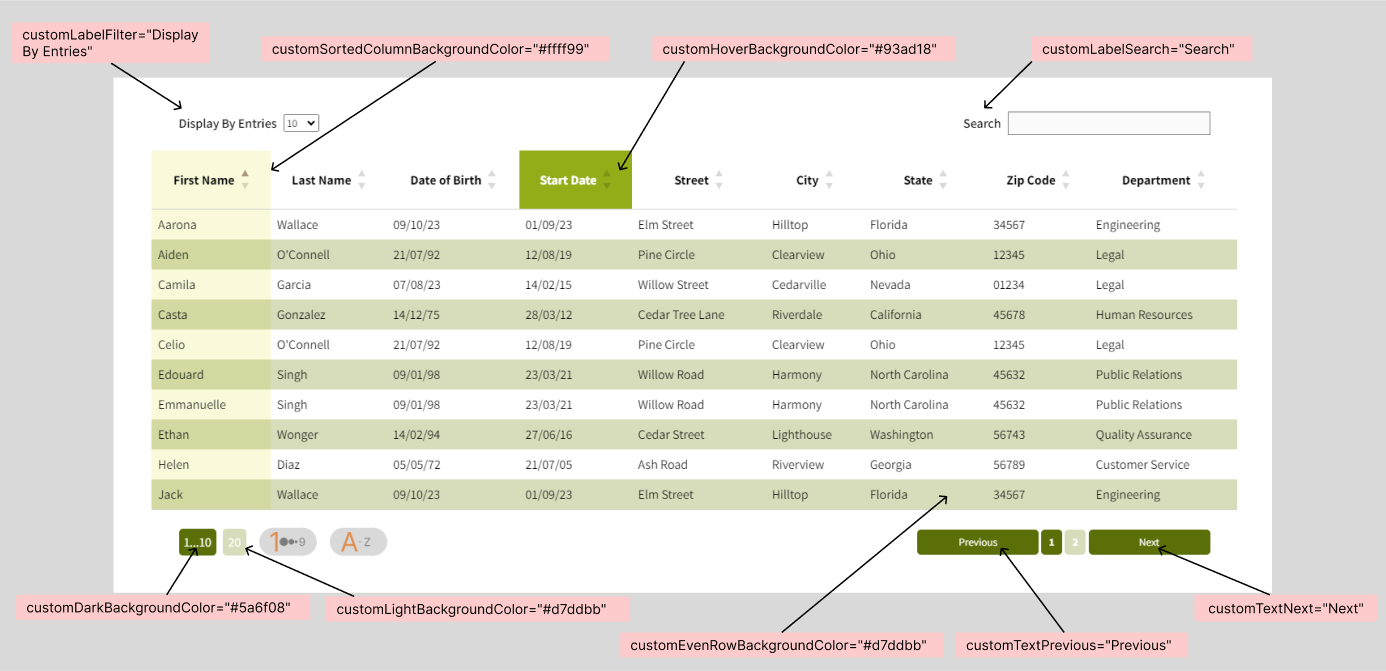 customLabelFilter="Display
By Entries"
customSortedColumnBackgroundColor="#ffff99"
customHoverBackgroundColor="#93ad18"
customLabelSearch="Search"
Display By Entries 10
Search
First Name Last Name Date of Birth Start Date Street City State Zip Code Department
Aarona Wallace 09/10/23 01/09/23 Elm Street Hilltop Florida 34567 Engineering
Aiden O'Connell 21/07/92 12/08/19 Pine Circle Clearview Ohio 12345 Legal
Camila Garcia 07/08/23 14/02/15 Willow Street Cedarville Nevada 01234 Legal
Casta Gonzalez 14/12/75 28/03/12 Cedar Tree Lane Riverdale California 45678 Human Resources
Celio O'Connell 21/07/92 12/08/19 Pine Circle Clearview Ohio 12345 Legal
Edouard Singh 09/01/98 23/03/21 Willow Road Harmony North Carolina 45632 Public Relations
Emmanuelle Singh 09/01/98 23/03/21 Willow Road Harmony North Carolina 45632 Public Relations
Ethan Wonger 14/02/94 27/06/16 Cedar Street Lighthouse Washington 56743 Quality Assurance
Helen Diaz 05/05/72 21/07/05 Ash Road Riverview Georgia 56789 Customer Service
Jack Wallace 09/10/23 01/09/23 Elm Street Hilltop Florida 34567 Engineering
1...10 20 1●●•9 A·Z
Previous 1 2 Next
customDarkBackgroundColor="#5a6f08"
customLightBackgroundColor="#d7ddbb"
customTextNext="Next"
customEvenRowBackgroundColor="#d7ddbb"
customTextPrevious="Previous"